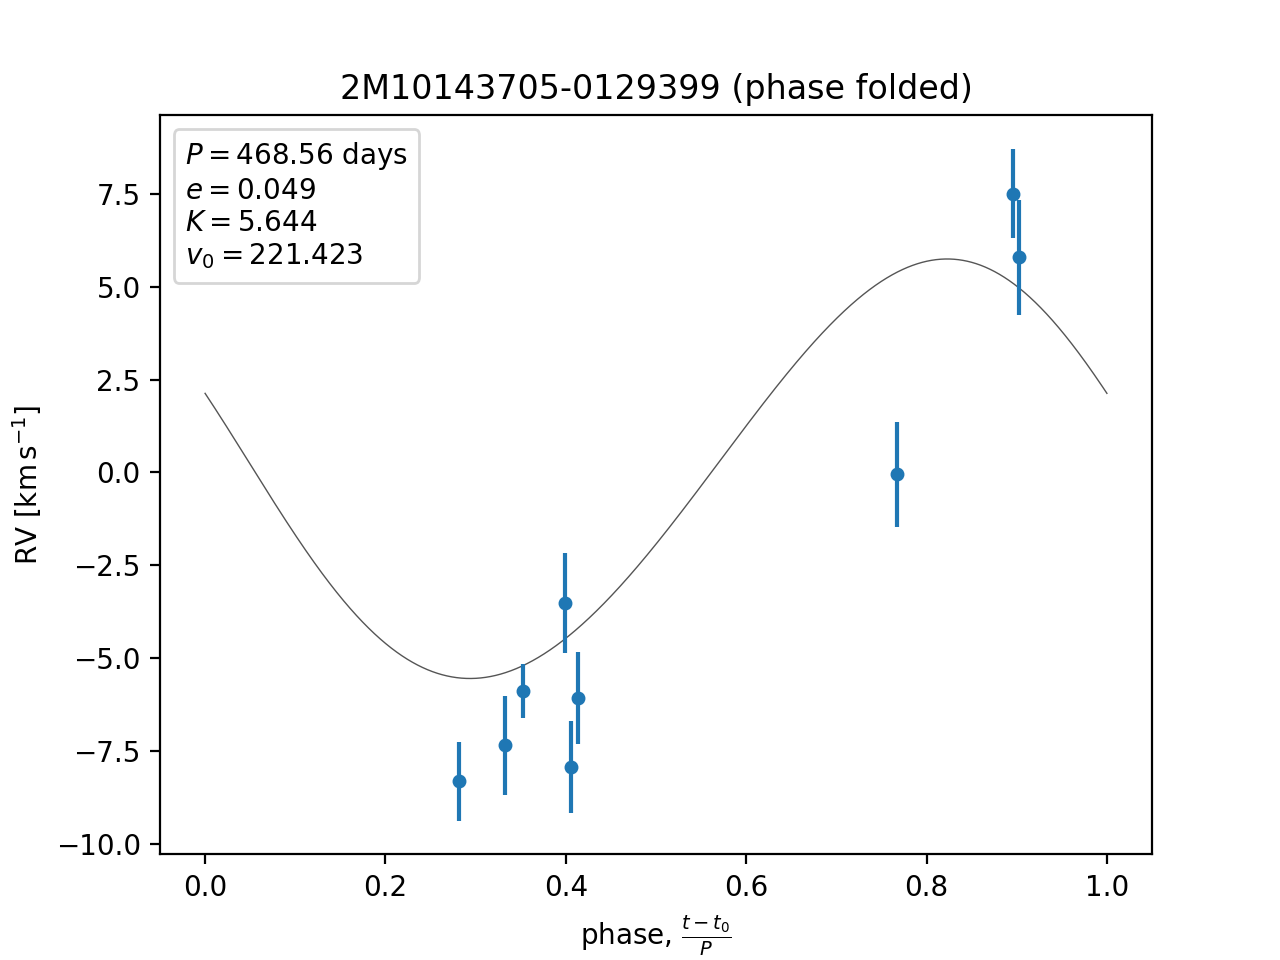 2M10143705-0129399 (phase folded)
P = 468.56 days
e = 0.049
K = 5.644
v₀ = 221.423
RV [km s⁻¹]
7.5
5.0
2.5
0.0
−2.5
−5.0
−7.5
−10.0
0.0 0.2 0.4 0.6 0.8 1.0
phase, (t − t₀)/P